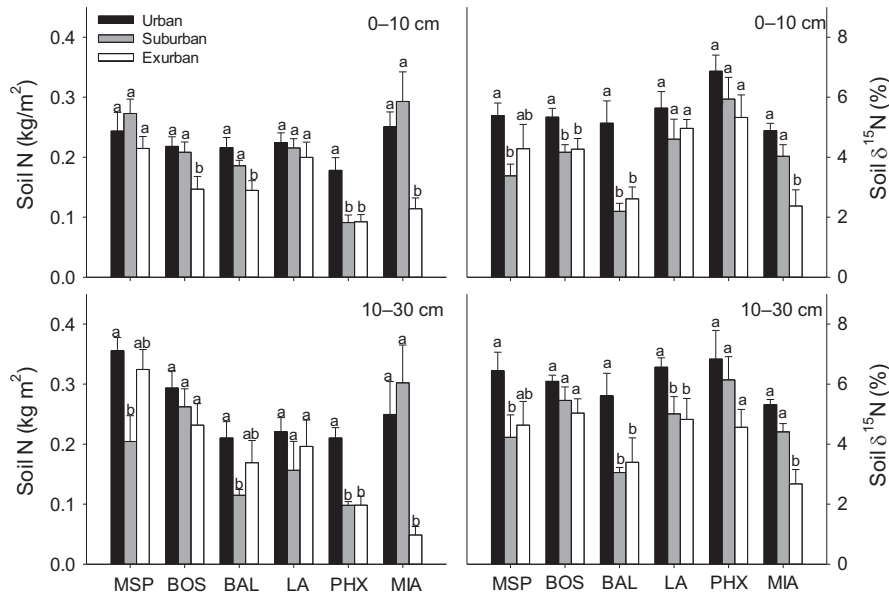 Urban
Suburban
Exurban
0–10 cm
Soil N (kg/m²)
0.4
0.3
0.2
0.1
0.0
a a a
a a b
a a b
a a a
a b b
a a b
0–10 cm
Soil δ ¹⁵N (%)
8
6
4
2
0
a b ab
a b b
a b b
a a a
a a a
a a b
10–30 cm
Soil N (kg m²)
0.4
0.3
0.2
0.1
0.0
a b ab
a a a
a b ab
a a a
a b b
a a b
MSP BOS BAL LA PHX MIA
10–30 cm
Soil δ ¹⁵N (%)
8
6
4
2
0
a b ab
a a a
a b b
a b b
a a a
a a b
MSP BOS BAL LA PHX MIA